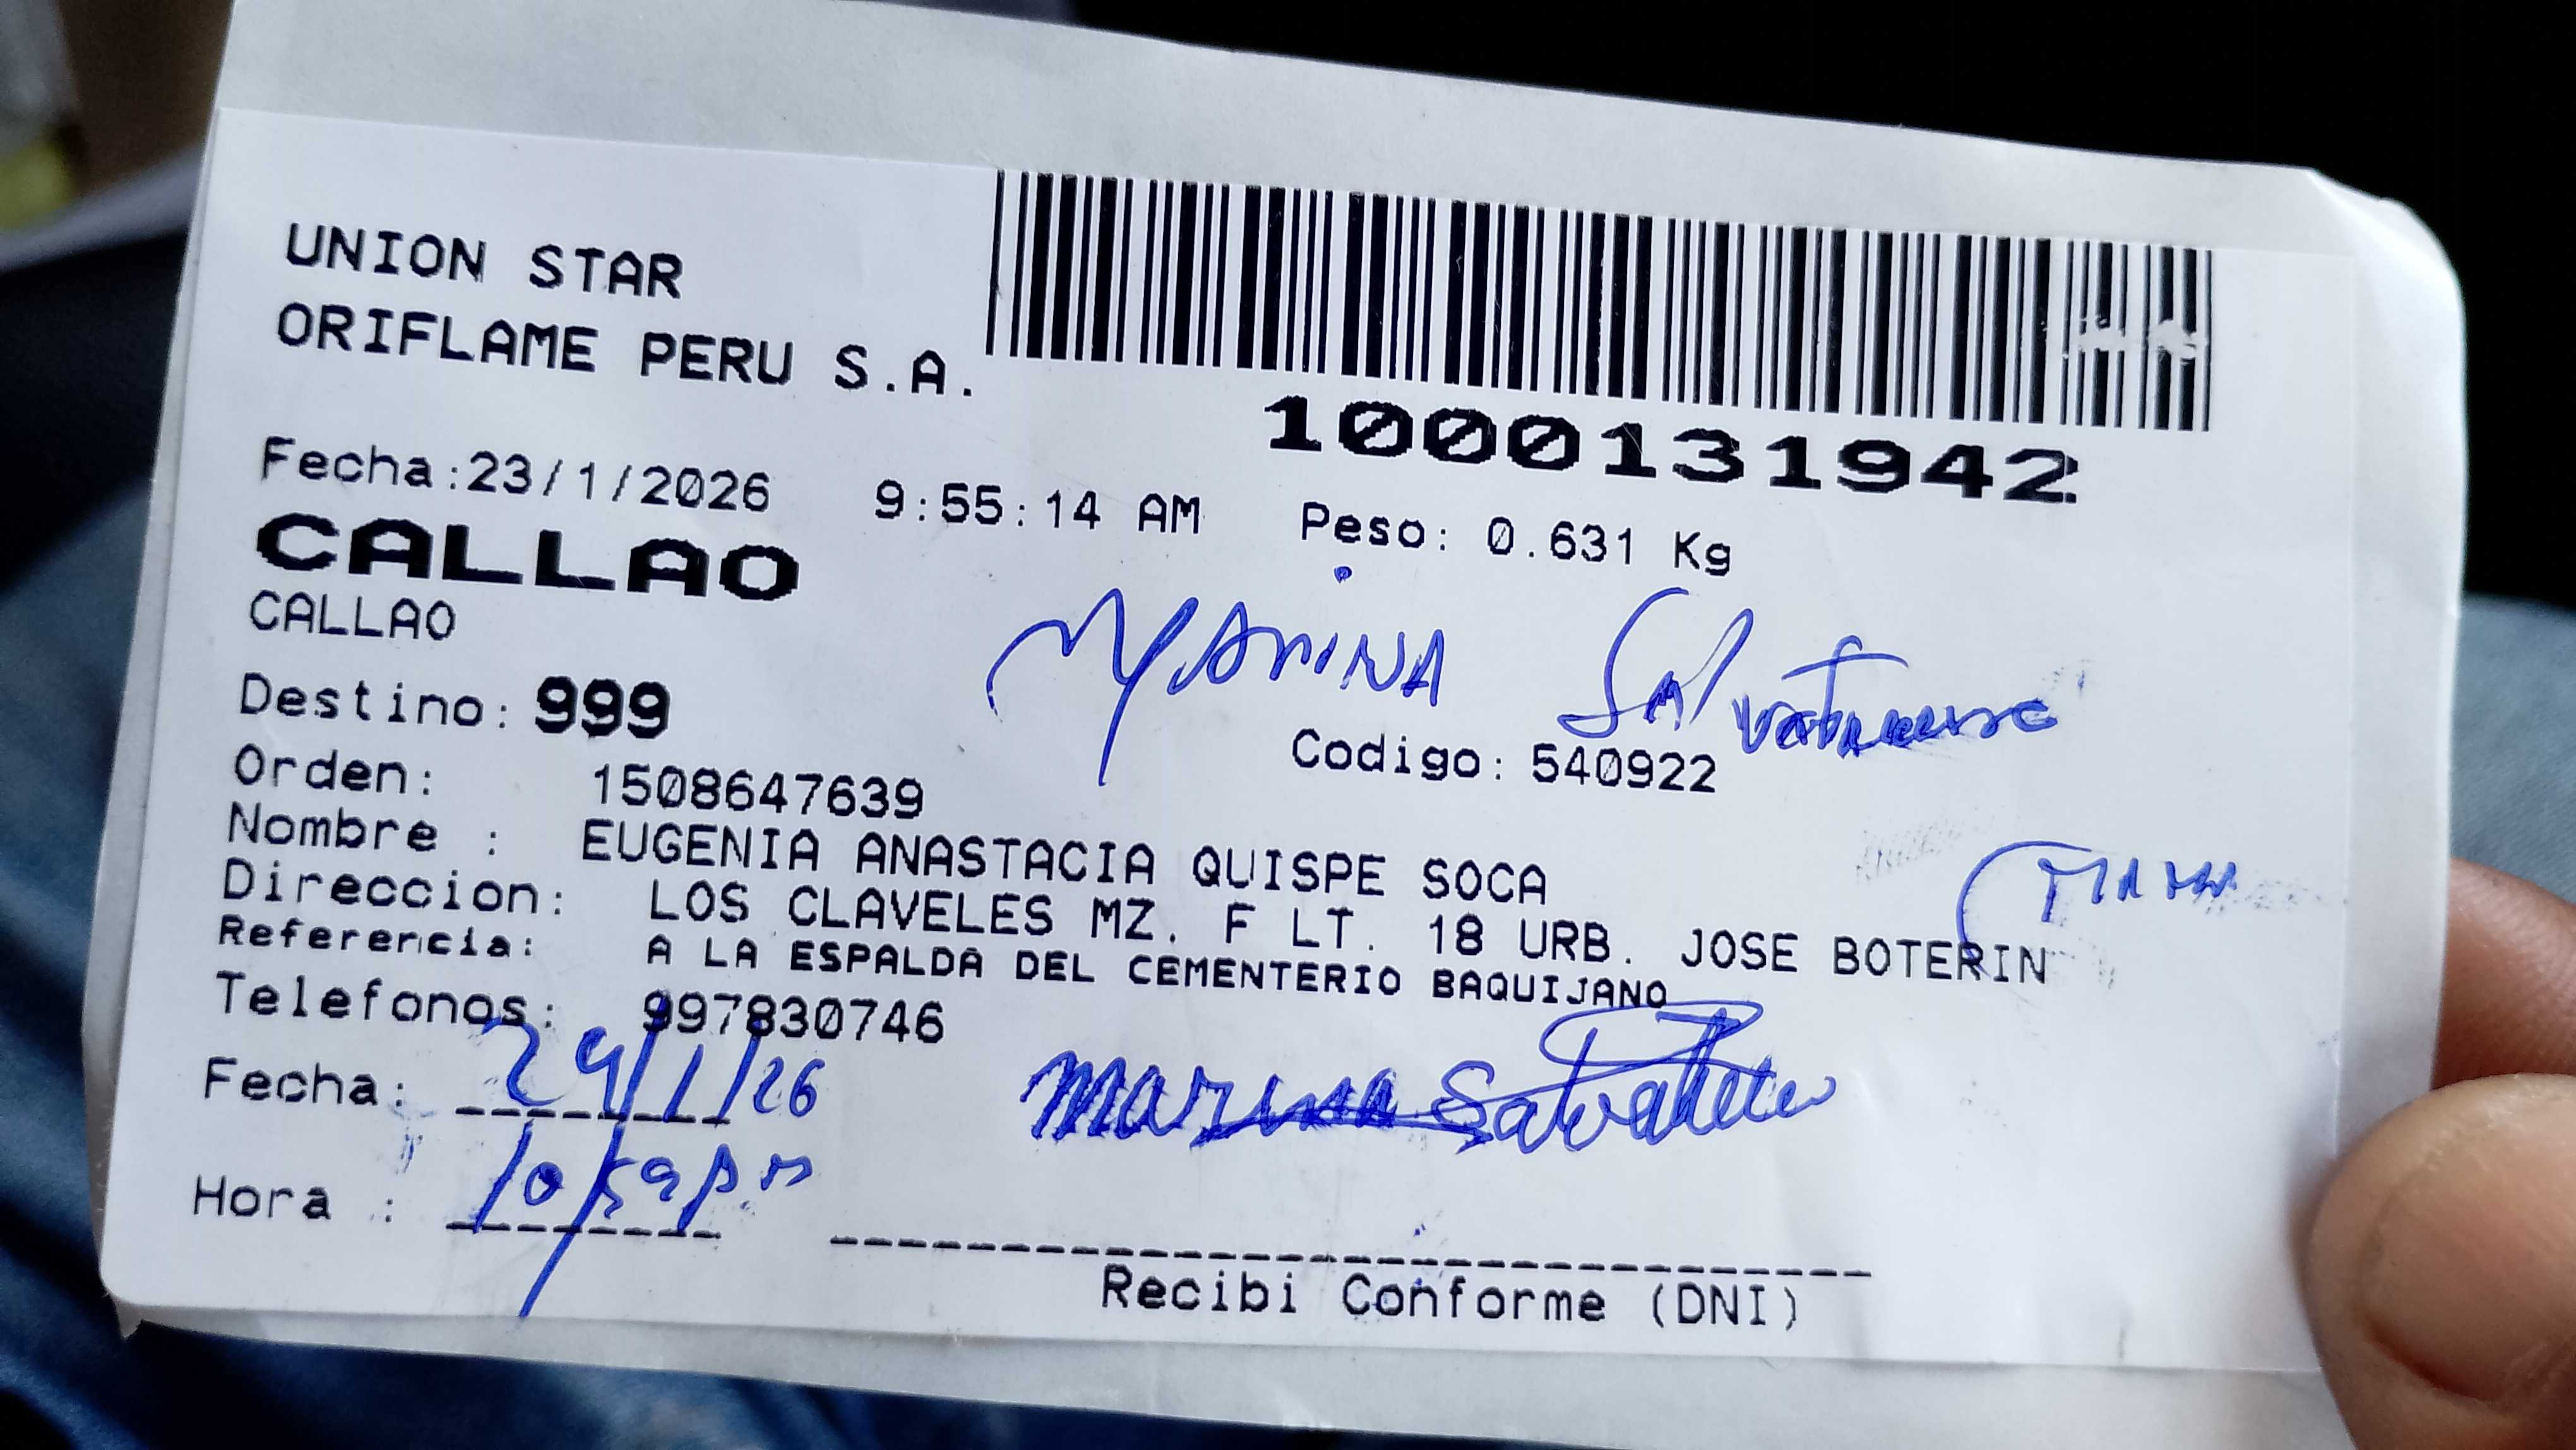 UNION STAR
ORIFLAME PERU S.A.
1000131942
Fecha:23/1/2026 9:55:14 AM Peso: 0.631 Kg
CALLAO
CALLAO
MARINA
Destino: 999
Codigo: 540922
Orden: 1508647639
Nombre : EUGENIA ANASTACIA QUISPE SOCA
Direccion: LOS CLAVELES MZ. F LT. 18 URB. JOSE BOTERIN
Referencia: A LA ESPALDA DEL CEMENTERIO BAQUIJANO
Telefonos: 997830746
Fecha: 29/1/26
Marina
Hora :
Recibi Conforme (DNI)